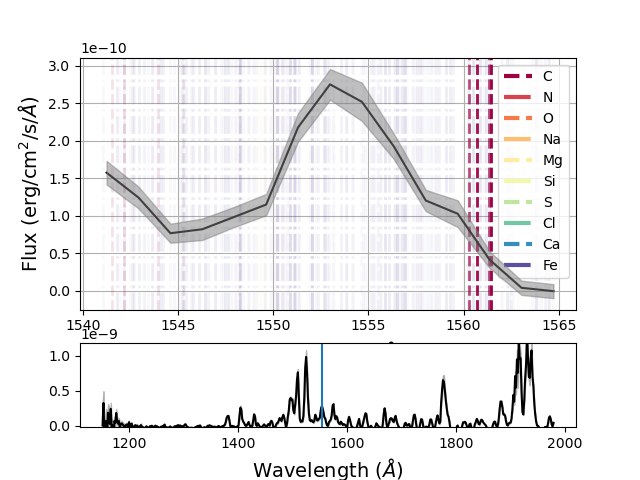 1e−10
3.0
2.5
2.0
1.5
1.0
0.5
0.0
Flux (erg/cm²/s/Å)
C
N
O
Na
Mg
Si
S
Cl
Ca
Fe
1540 1545 1550 1555 1560 1565
1e−9
1.0
0.5
0.0
1200 1400 1600 1800 2000
Wavelength (Å)